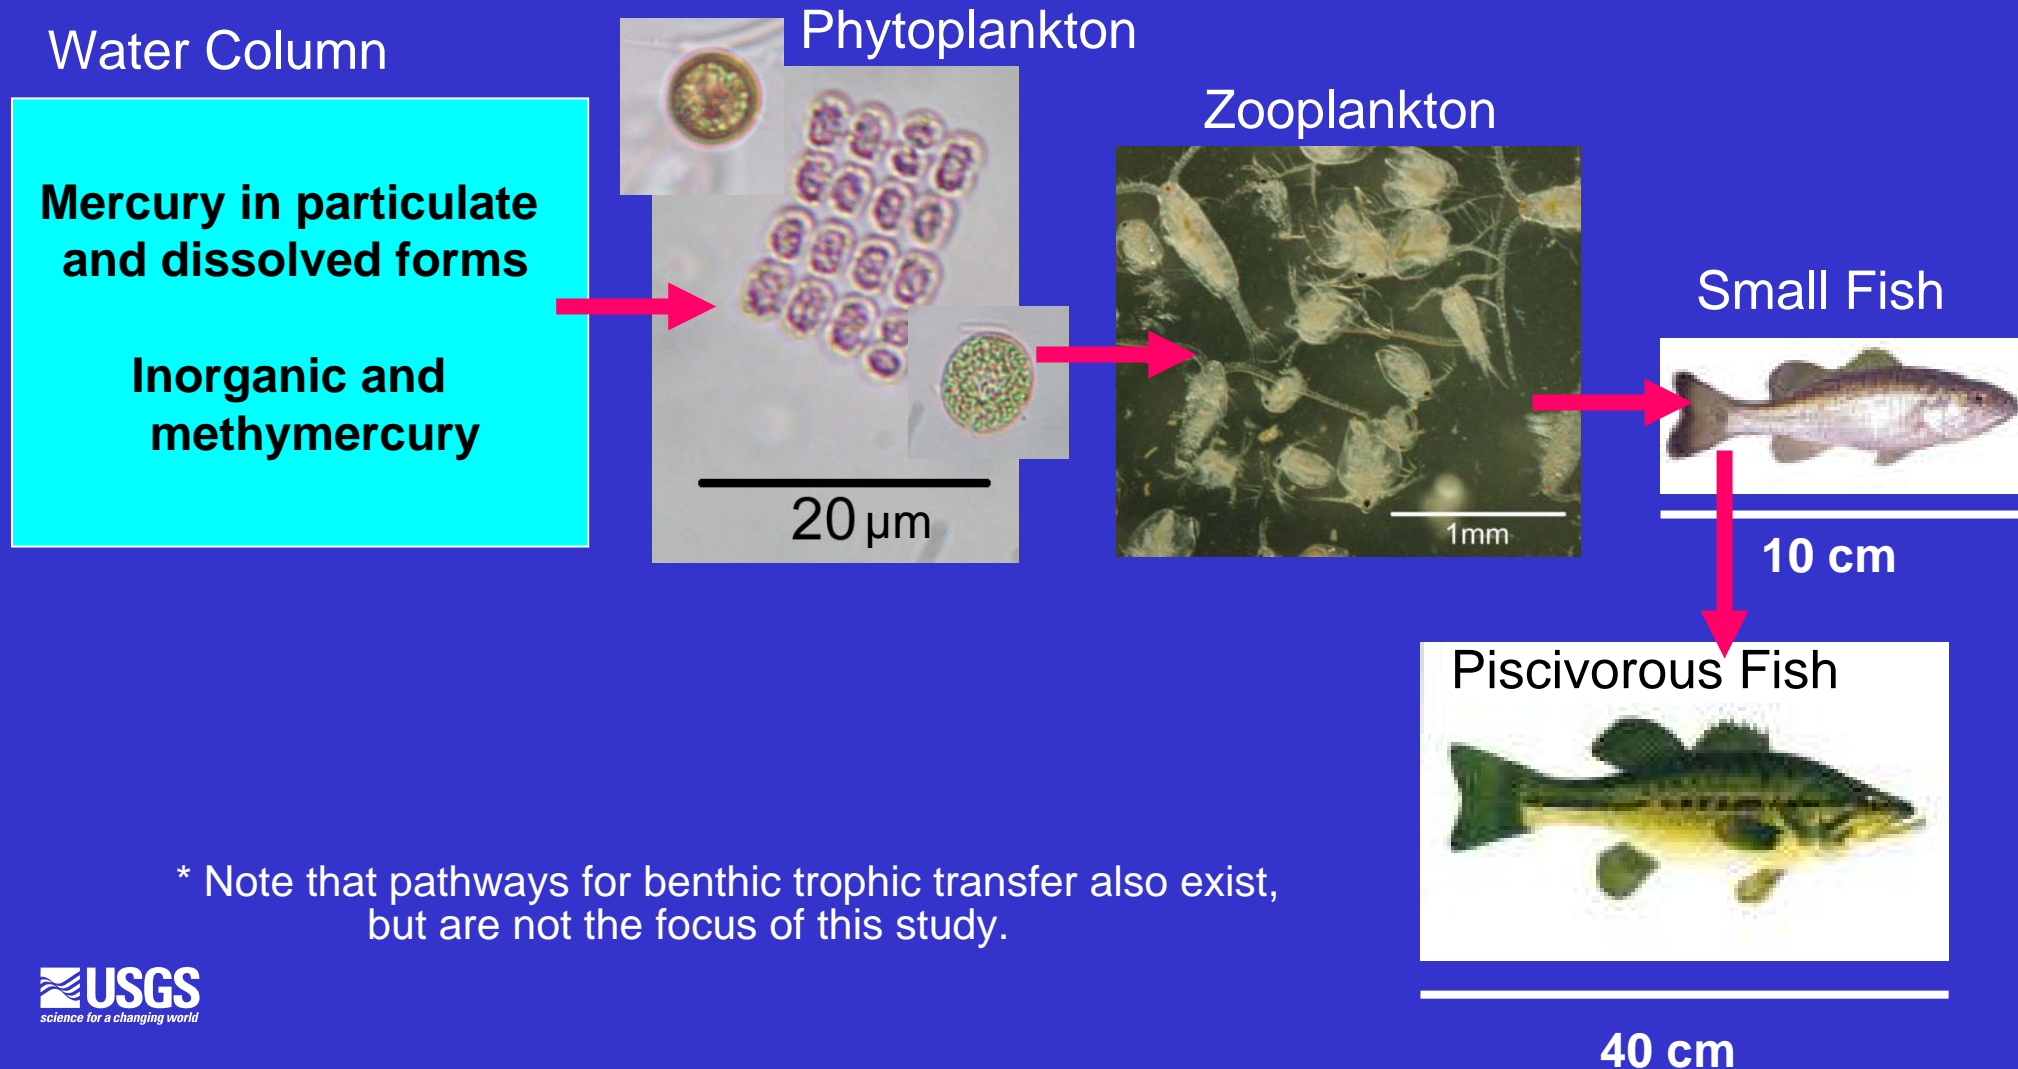 Water Column
Mercury in particulate
and dissolved forms
Inorganic and
methymercury
Phytoplankton
20 µm
Zooplankton
1mm
Small Fish
10 cm
Piscivorous Fish
40 cm
* Note that pathways for benthic trophic transfer also exist,
but are not the focus of this study.
USGS
science for a changing world